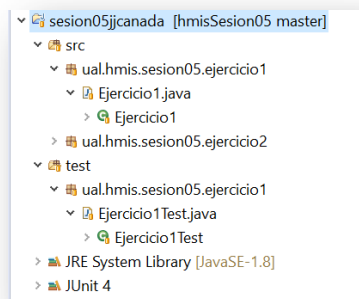 sesion05jjcanada [hmisSesion05 master]
src
ual.hmis.sesion05.ejercicio1
Ejercicio1.java
Ejercicio1
ual.hmis.sesion05.ejercicio2
test
ual.hmis.sesion05.ejercicio1
Ejercicio1Test.java
Ejercicio1Test
JRE System Library [JavaSE-1.8]
JUnit 4